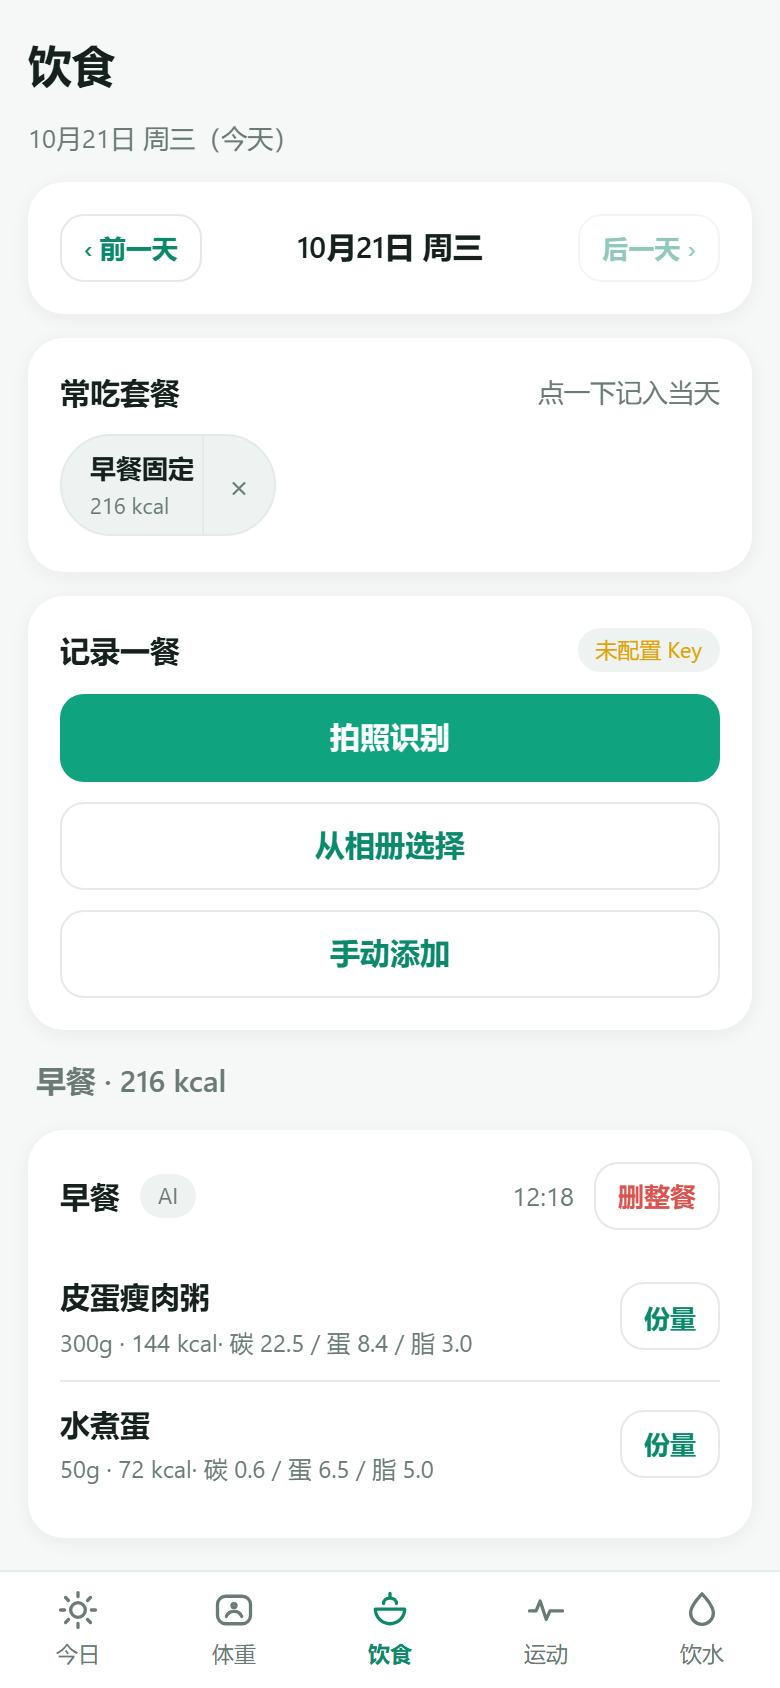 饮食
10月21日 周三（今天）
‹ 前一天
10月21日 周三
后一天 ›
常吃套餐
点一下记入当天
早餐固定
216 kcal
×
记录一餐
未配置 Key
拍照识别
从相册选择
手动添加
早餐 · 216 kcal
早餐 AI 12:18 删整餐
皮蛋瘦肉粥
300g · 144 kcal· 碳 22.5 / 蛋 8.4 / 脂 3.0
份量
水煮蛋
50g · 72 kcal· 碳 0.6 / 蛋 6.5 / 脂 5.0
份量
今日 体重 饮食 运动 饮水